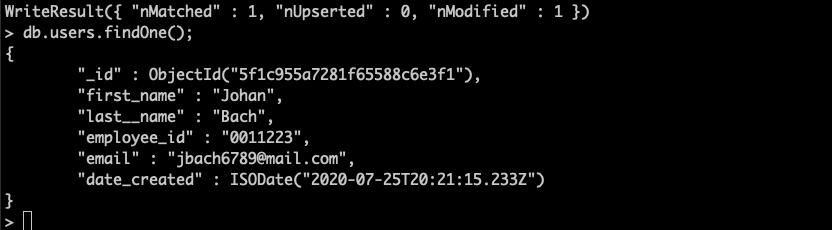 WriteResult({ "nMatched" : 1, "nUpserted" : 0, "nModified" : 1 })
> db.users.findOne();
{
        "_id" : ObjectId("5f1c955a7281f65588c6e3f1"),
        "first_name" : "Johan",
        "last__name" : "Bach",
        "employee_id" : "0011223",
        "email" : "jbach6789@mail.com",
        "date_created" : ISODate("2020-07-25T20:21:15.233Z")
}
>